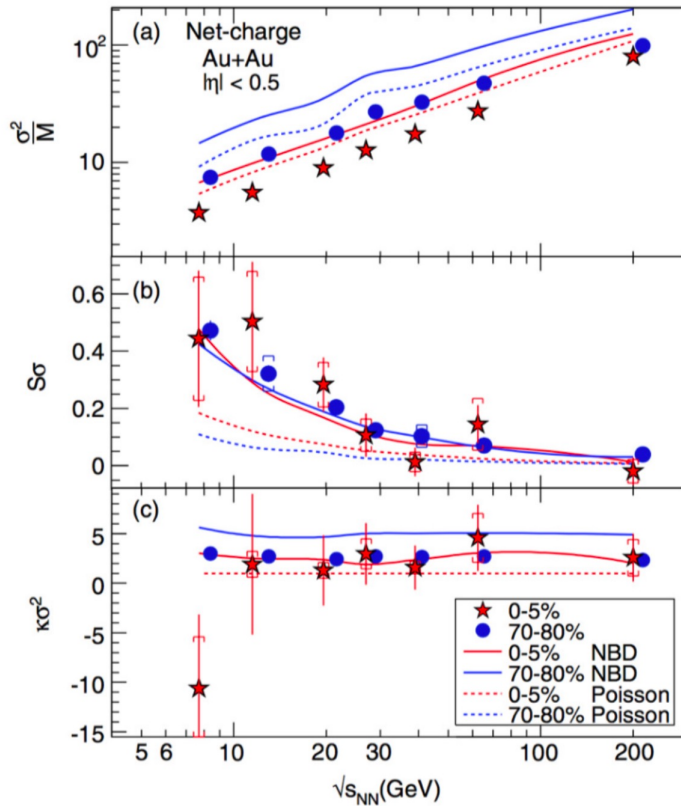 (a)
Net-charge
Au+Au
|η| < 0.5
10²
10
σ²/M
(b)
0.6
0.4
0.2
0
Sσ
(c)
5
0
-5
-10
-15
κσ²
0-5%
70-80%
0-5% NBD
70-80% NBD
0-5% Poisson
70-80% Poisson
5 6 10 20 30 100 200
√sNN(GeV)